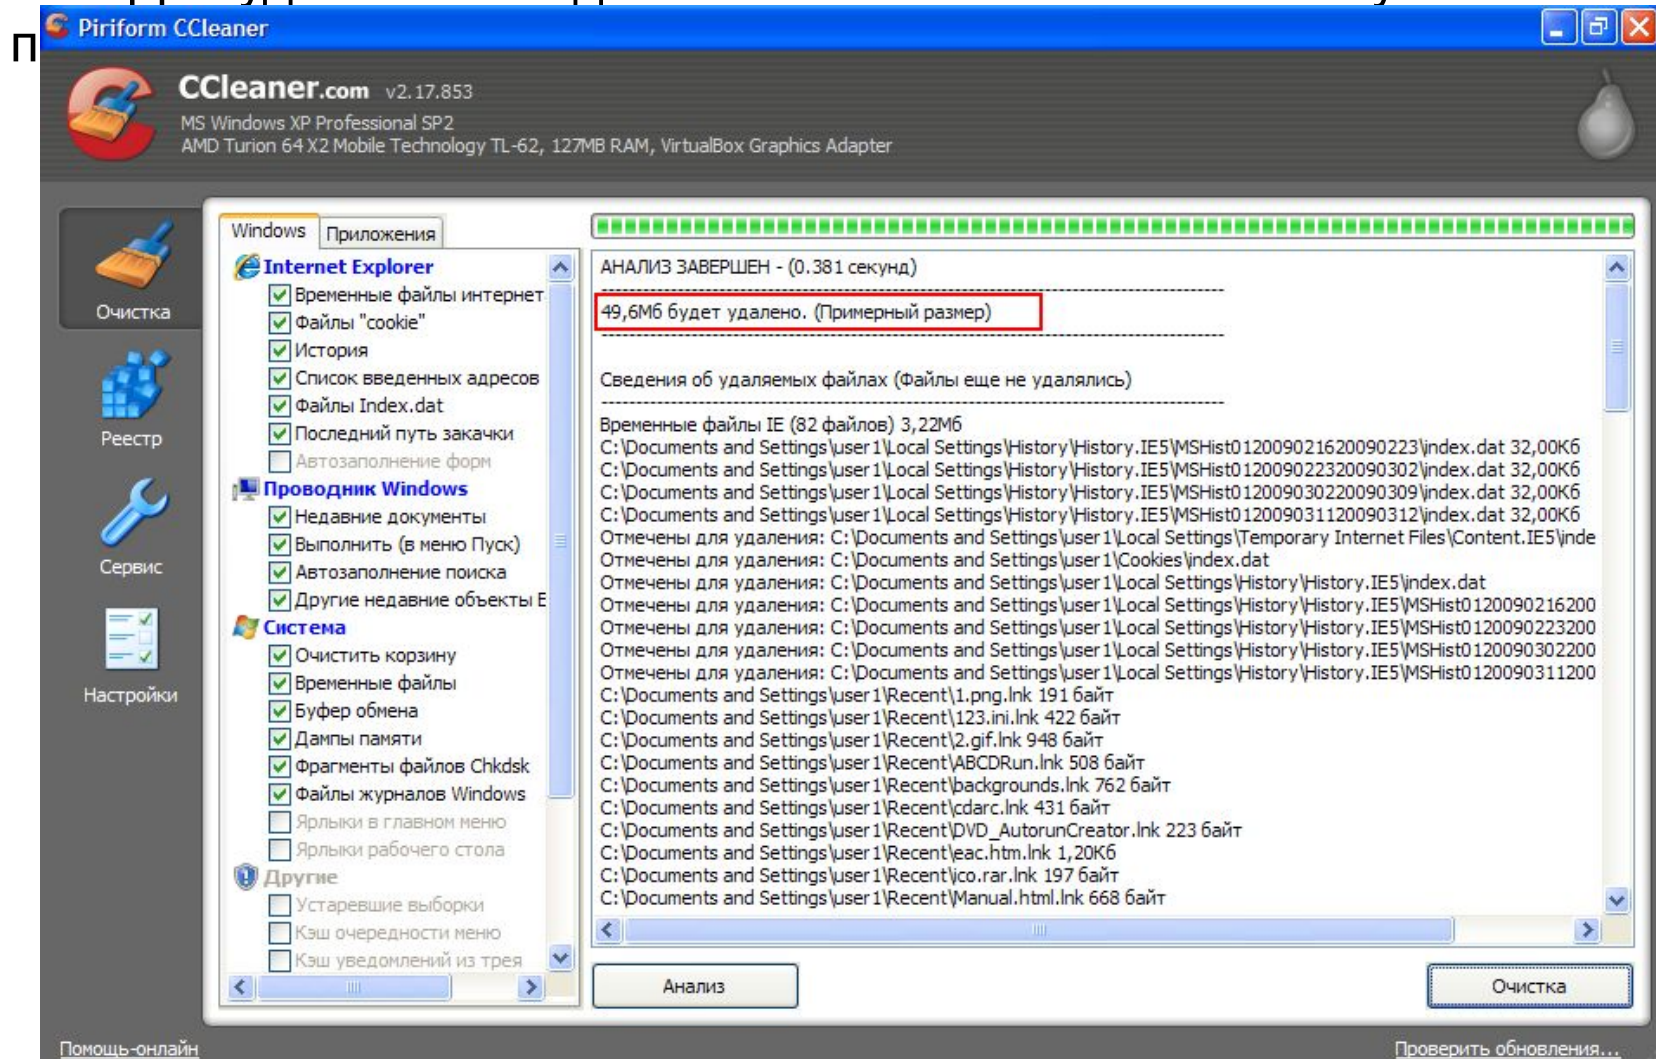 Piriform CCleaner
CCleaner.com v2.17.853
MS Windows XP Professional SP2
AMD Turion 64 X2 Mobile Technology TL-62, 127MB RAM, VirtualBox Graphics Adapter
Очистка
Реестр
Сервис
Настройки
Windows
Приложения
Internet Explorer
Временные файлы интернет
Файлы "cookie"
История
Список введенных адресов
Файлы Index.dat
Последний путь закачки
Автозаполнение форм
Проводник Windows
Недавние документы
Выполнить (в меню Пуск)
Автозаполнение поиска
Другие недавние объекты
Система
Очистить корзину
Временные файлы
Буфер обмена
Дампы памяти
Фрагменты файлов Chkdsk
Файлы журналов Windows
Ярлыки в главном меню
Ярлыки рабочего стола
Другие
Устаревшие выборки
Кэш очередности меню
Кэш уведомлений из трея
АНАЛИЗ ЗАВЕРШЕН - (0.381 секунд)
49,6Мб будет удалено. (Примерный размер)
Сведения об удаляемых файлах (Файлы еще не удалялись)
Временные файлы IE (82 файлов) 3,22Мб
C:\Documents and Settings\user1\Local Settings\History\History.IE5\MSHist012009021620090223\index.dat 32,00Кб
C:\Documents and Settings\user1\Local Settings\History\History.IE5\MSHist012009022320090302\index.dat 32,00Кб
C:\Documents and Settings\user1\Local Settings\History\History.IE5\MSHist012009030220090309\index.dat 32,00Кб
C:\Documents and Settings\user1\Local Settings\History\History.IE5\MSHist012009031120090312\index.dat 32,00Кб
Отмечены для удаления: C:\Documents and Settings\user1\Local Settings\Temporary Internet Files\Content.IE5\inde
Отмечены для удаления: C:\Documents and Settings\user1\Cookies\index.dat
Отмечены для удаления: C:\Documents and Settings\user1\Local Settings\History\History.IE5\index.dat
Отмечены для удаления: C:\Documents and Settings\user1\Local Settings\History\History.IE5\MSHist0120090216200
Отмечены для удаления: C:\Documents and Settings\user1\Local Settings\History\History.IE5\MSHist0120090223200
Отмечены для удаления: C:\Documents and Settings\user1\Local Settings\History\History.IE5\MSHist0120090302200
Отмечены для удаления: C:\Documents and Settings\user1\Local Settings\History\History.IE5\MSHist0120090311200
C:\Documents and Settings\user1\Recent\1.png.lnk 191 байт
C:\Documents and Settings\user1\Recent\123.ini.lnk 422 байт
C:\Documents and Settings\user1\Recent\2.gif.lnk 948 байт
C:\Documents and Settings\user1\Recent\ABCDRun.lnk 508 байт
C:\Documents and Settings\user1\Recent\backgrounds.lnk 762 байт
C:\Documents and Settings\user1\Recent\cdarc.lnk 431 байт
C:\Documents and Settings\user1\Recent\DVD_AutorunCreator.lnk 223 байт
C:\Documents and Settings\user1\Recent\eac.htm.lnk 1,20Кб
C:\Documents and Settings\user1\Recent\ico.rar.lnk 197 байт
C:\Documents and Settings\user1\Recent\Manual.html.lnk 668 байт
Анализ
Очистка
Помощь-онлайн
Проверить обновления...